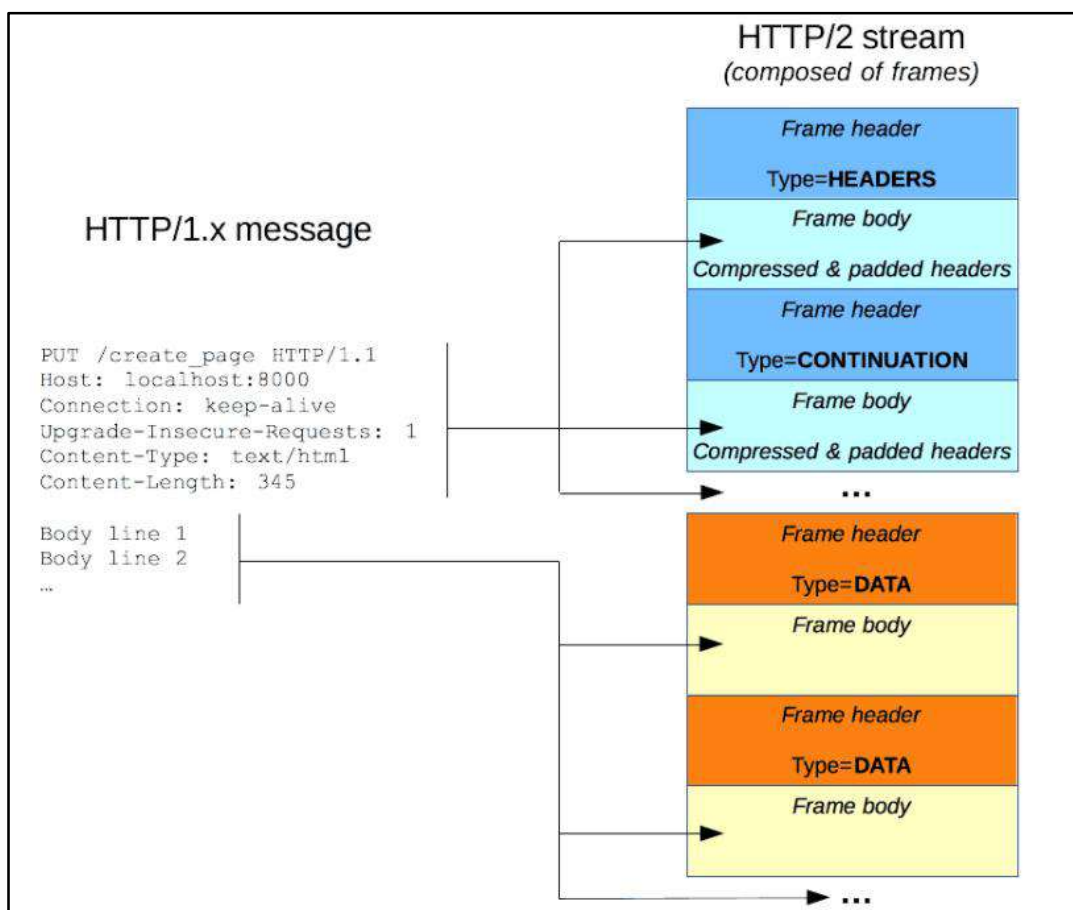 HTTP/2 stream
(composed of frames)
Frame header
Type=HEADERS
HTTP/1.x message
Frame body
Compressed & padded headers
Frame header
PUT /create_page HTTP/1.1
Host: localhost:8000
Connection: keep-alive
Upgrade-Insecure-Requests: 1
Content-Type: text/html
Content-Length: 345
Type=CONTINUATION
Frame body
Compressed & padded headers
...
Body line 1
Body line 2
…
Frame header
Type=DATA
Frame body
Frame header
Type=DATA
Frame body
...